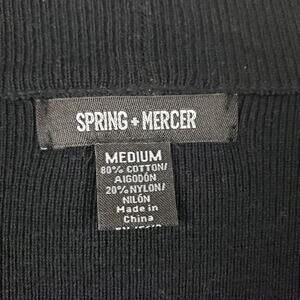 SPRING + MERCER
MEDIUM
80% COTTON/
ALGODÓN
20% NYLON/
NILÓN
Made in
China